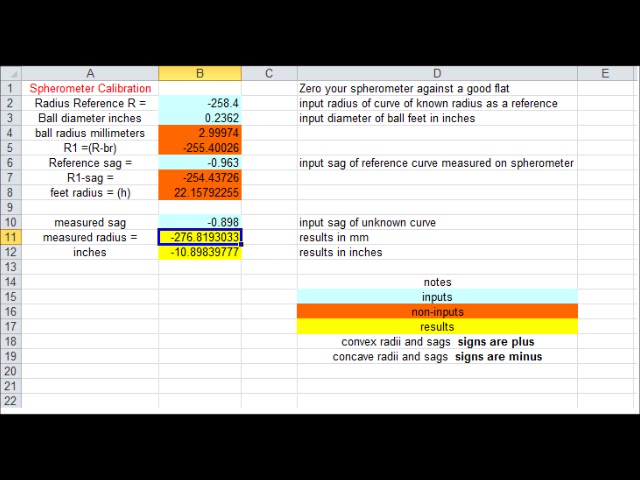 A B C D E
1 Spherometer Calibration Zero your spherometer against a good flat
2 Radius Reference R = -258.4 input radius of curve of known radius as a reference
3 Ball diameter inches 0.2362 input diameter of ball feet in inches
4 ball radius millimeters 2.99974
5 R1 =(R-br) -255.40026
6 Reference sag = -0.963 input sag of reference curve measured on spherometer
7 R1-sag = -254.43726
8 feet radius = (h) 22.15792255
9
10 measured sag -0.898 input sag of unknown curve
11 measured radius = -276.8193033 results in mm
12 inches -10.89839777 results in inches
13
14 notes
15 inputs
16 non-inputs
17 results
18 convex radii and sags signs are plus
19 concave radii and sags signs are minus
20
21
22